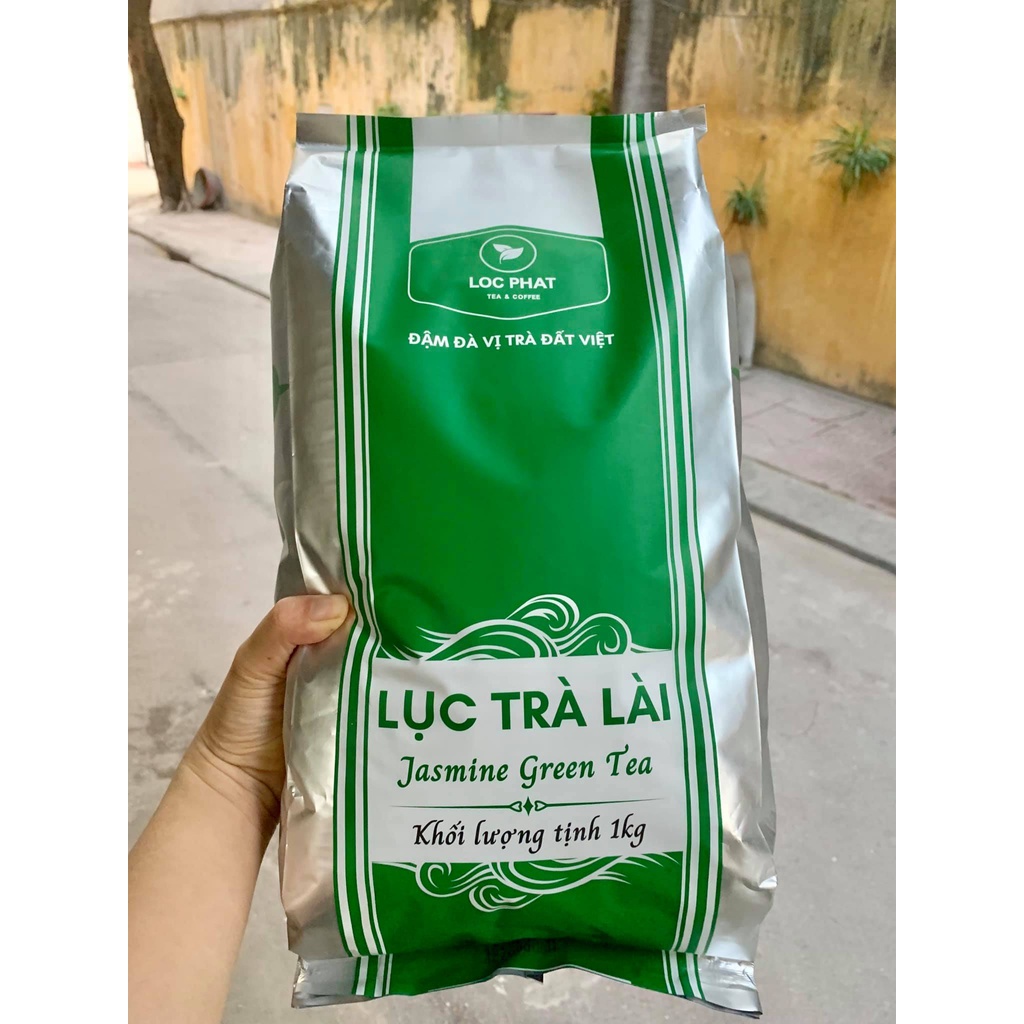 LOC PHAT
TEA & COFFEE
ĐẬM ĐÀ VỊ TRÀ ĐẤT VIỆT
LỤC TRÀ LÀI
Jasmine Green Tea
Khối lượng tịnh 1kg